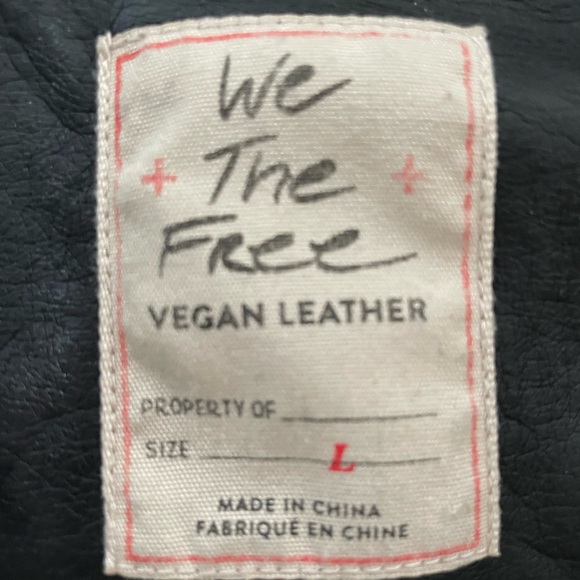 We
+ The +
Free
VEGAN LEATHER
PROPERTY OF
SIZE L
MADE IN CHINA
FABRIQUÉ EN CHINE